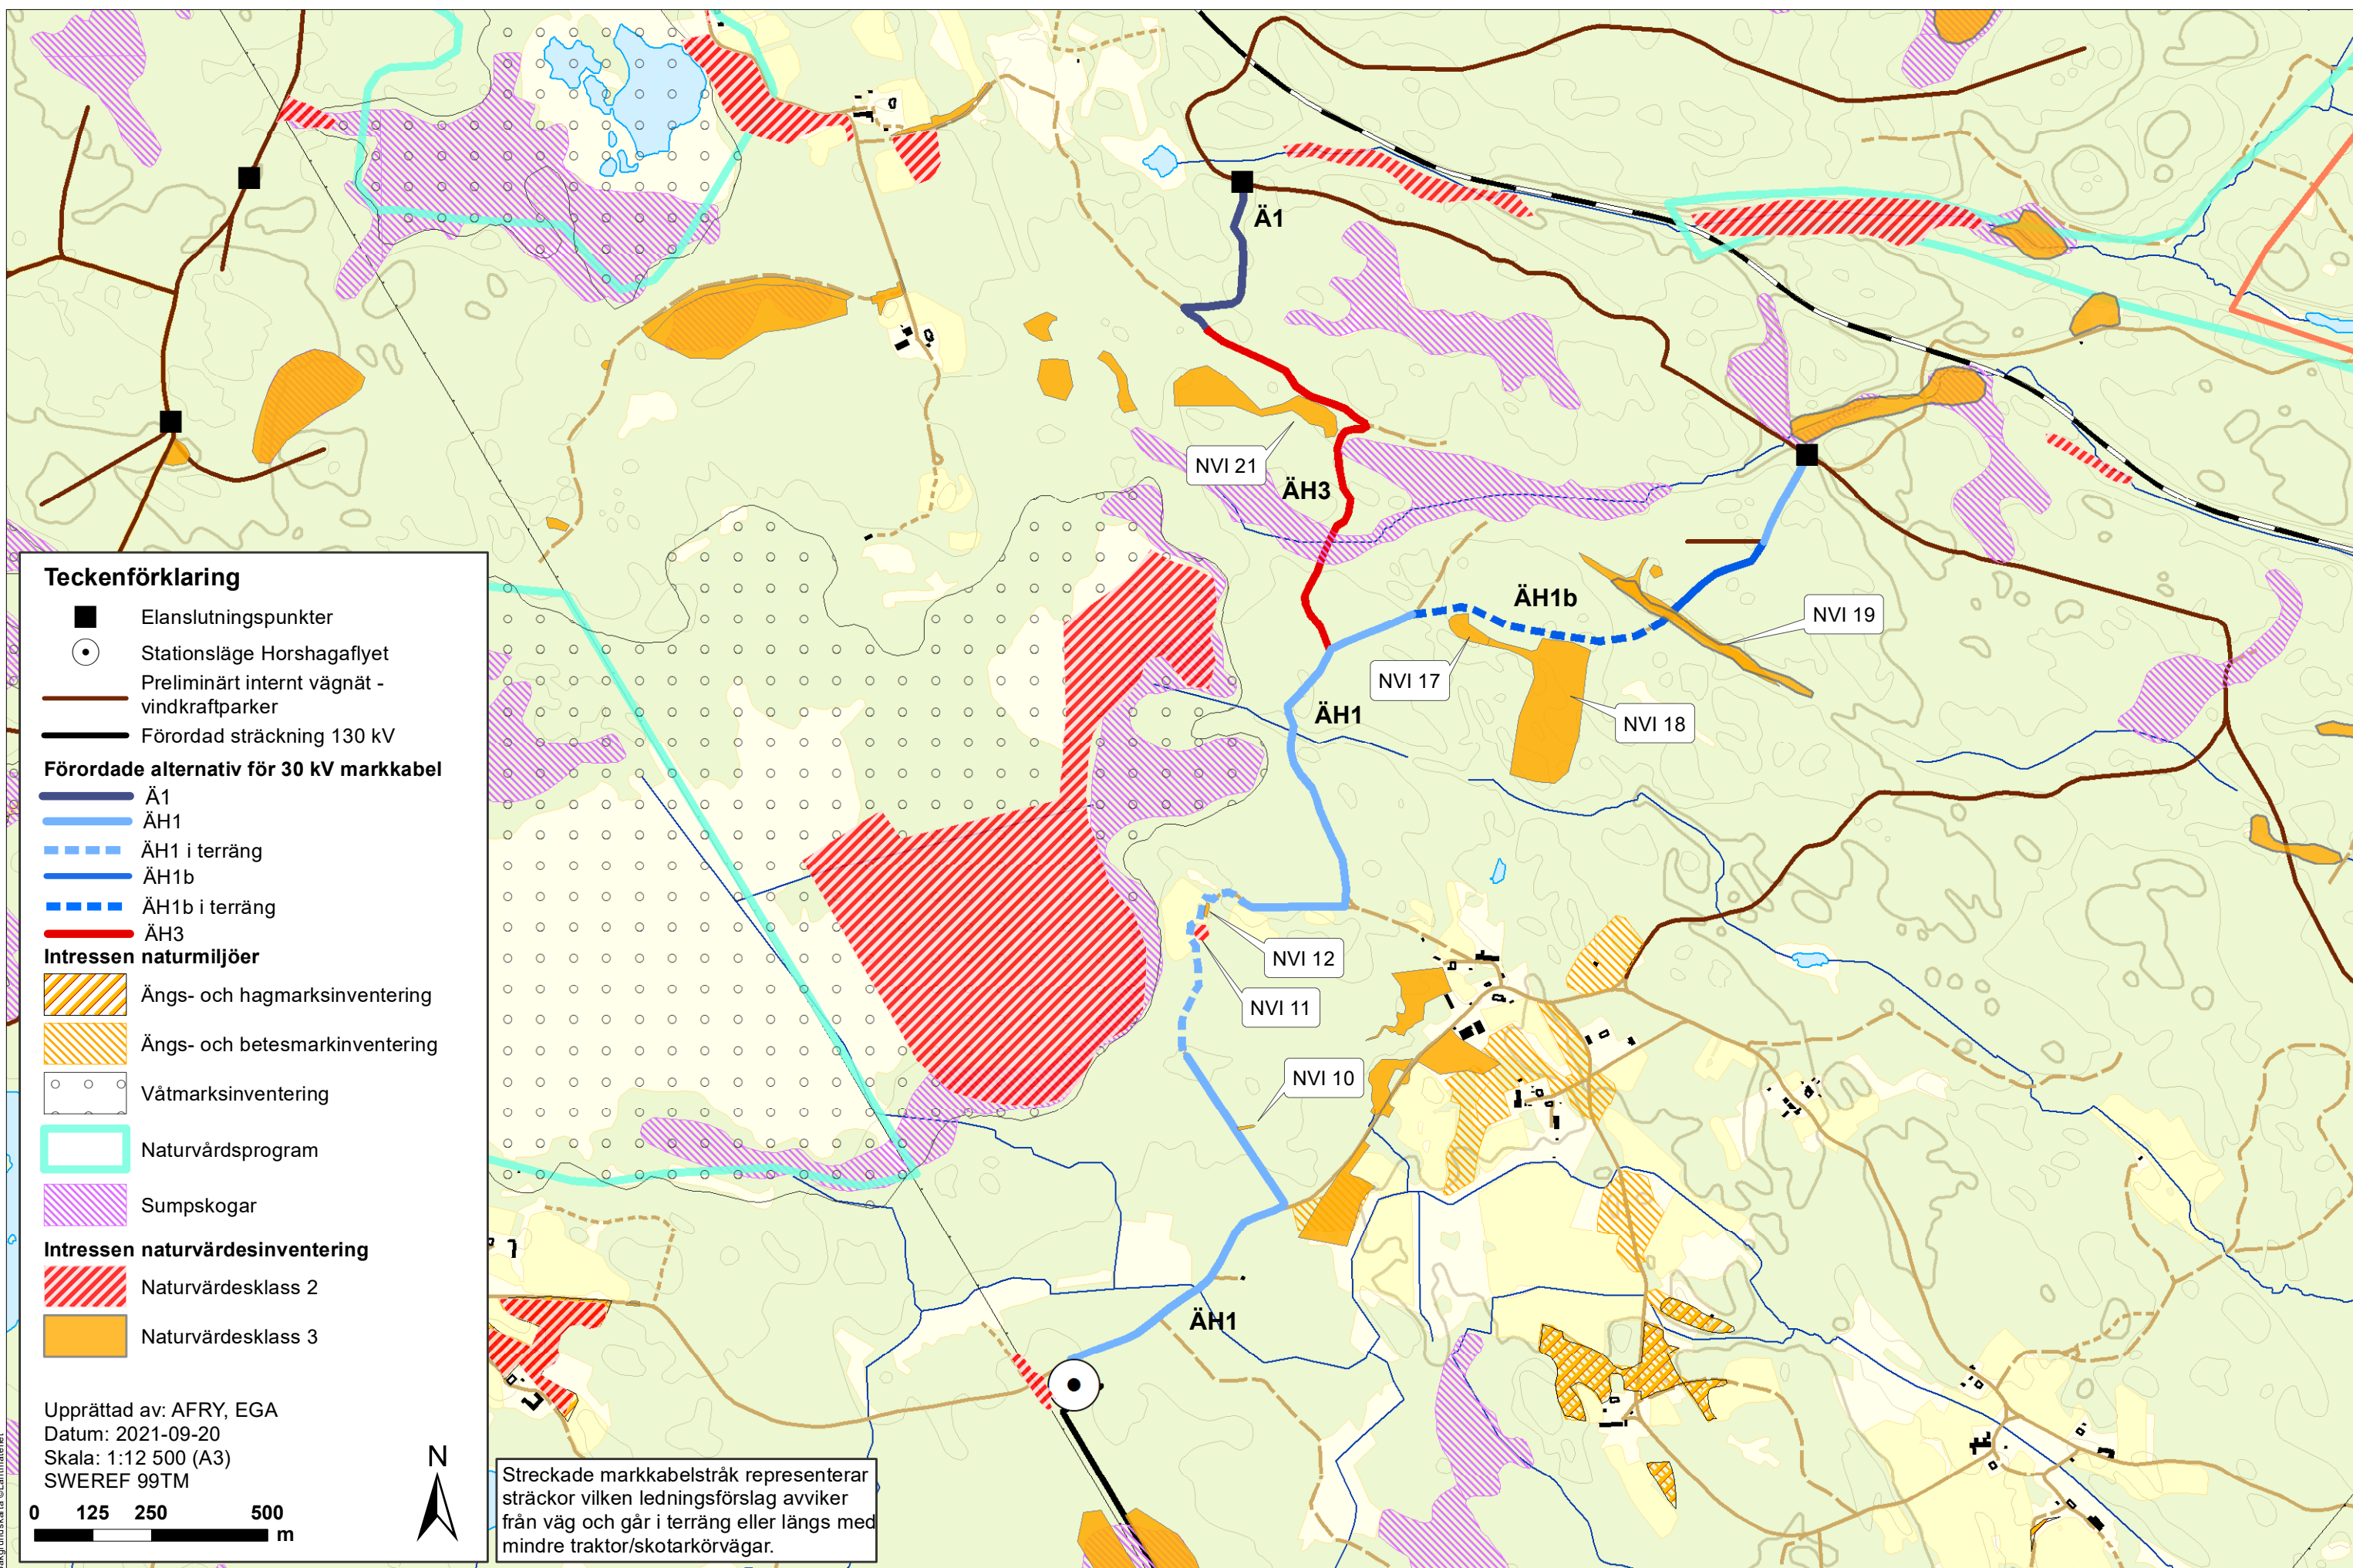 Ä1
NVI 21
ÄH3
ÄH1b
NVI 19
NVI 17
NVI 18
ÄH1
NVI 12
NVI 11
NVI 10
ÄH1
Teckenförklaring
Elanslutningspunkter
Stationsläge Horshagaflyet
Preliminärt internt vägnät -
vindkraftparker
Förordad sträckning 130 kV
Förordade alternativ för 30 kV markkabel
Ä1
ÄH1
ÄH1 i terräng
ÄH1b
ÄH1b i terräng
ÄH3
Intressen naturmiljöer
Ängs- och hagmarksinventering
Ängs- och betesmarkinventering
Våtmarksinventering
Naturvårdsprogram
Sumpskogar
Intressen naturvärdesinventering
Naturvärdesklass 2
Naturvärdesklass 3
Upprättad av: AFRY, EGA
Datum: 2021-09-20
Skala: 1:12 500 (A3)
SWEREF 99TM
N
0 125 250 500
m
Streckade markkabelstråk representerar
sträckor vilken ledningsförslag avviker
från väg och går i terräng eller längs med
mindre traktor/skotarkörvägar.